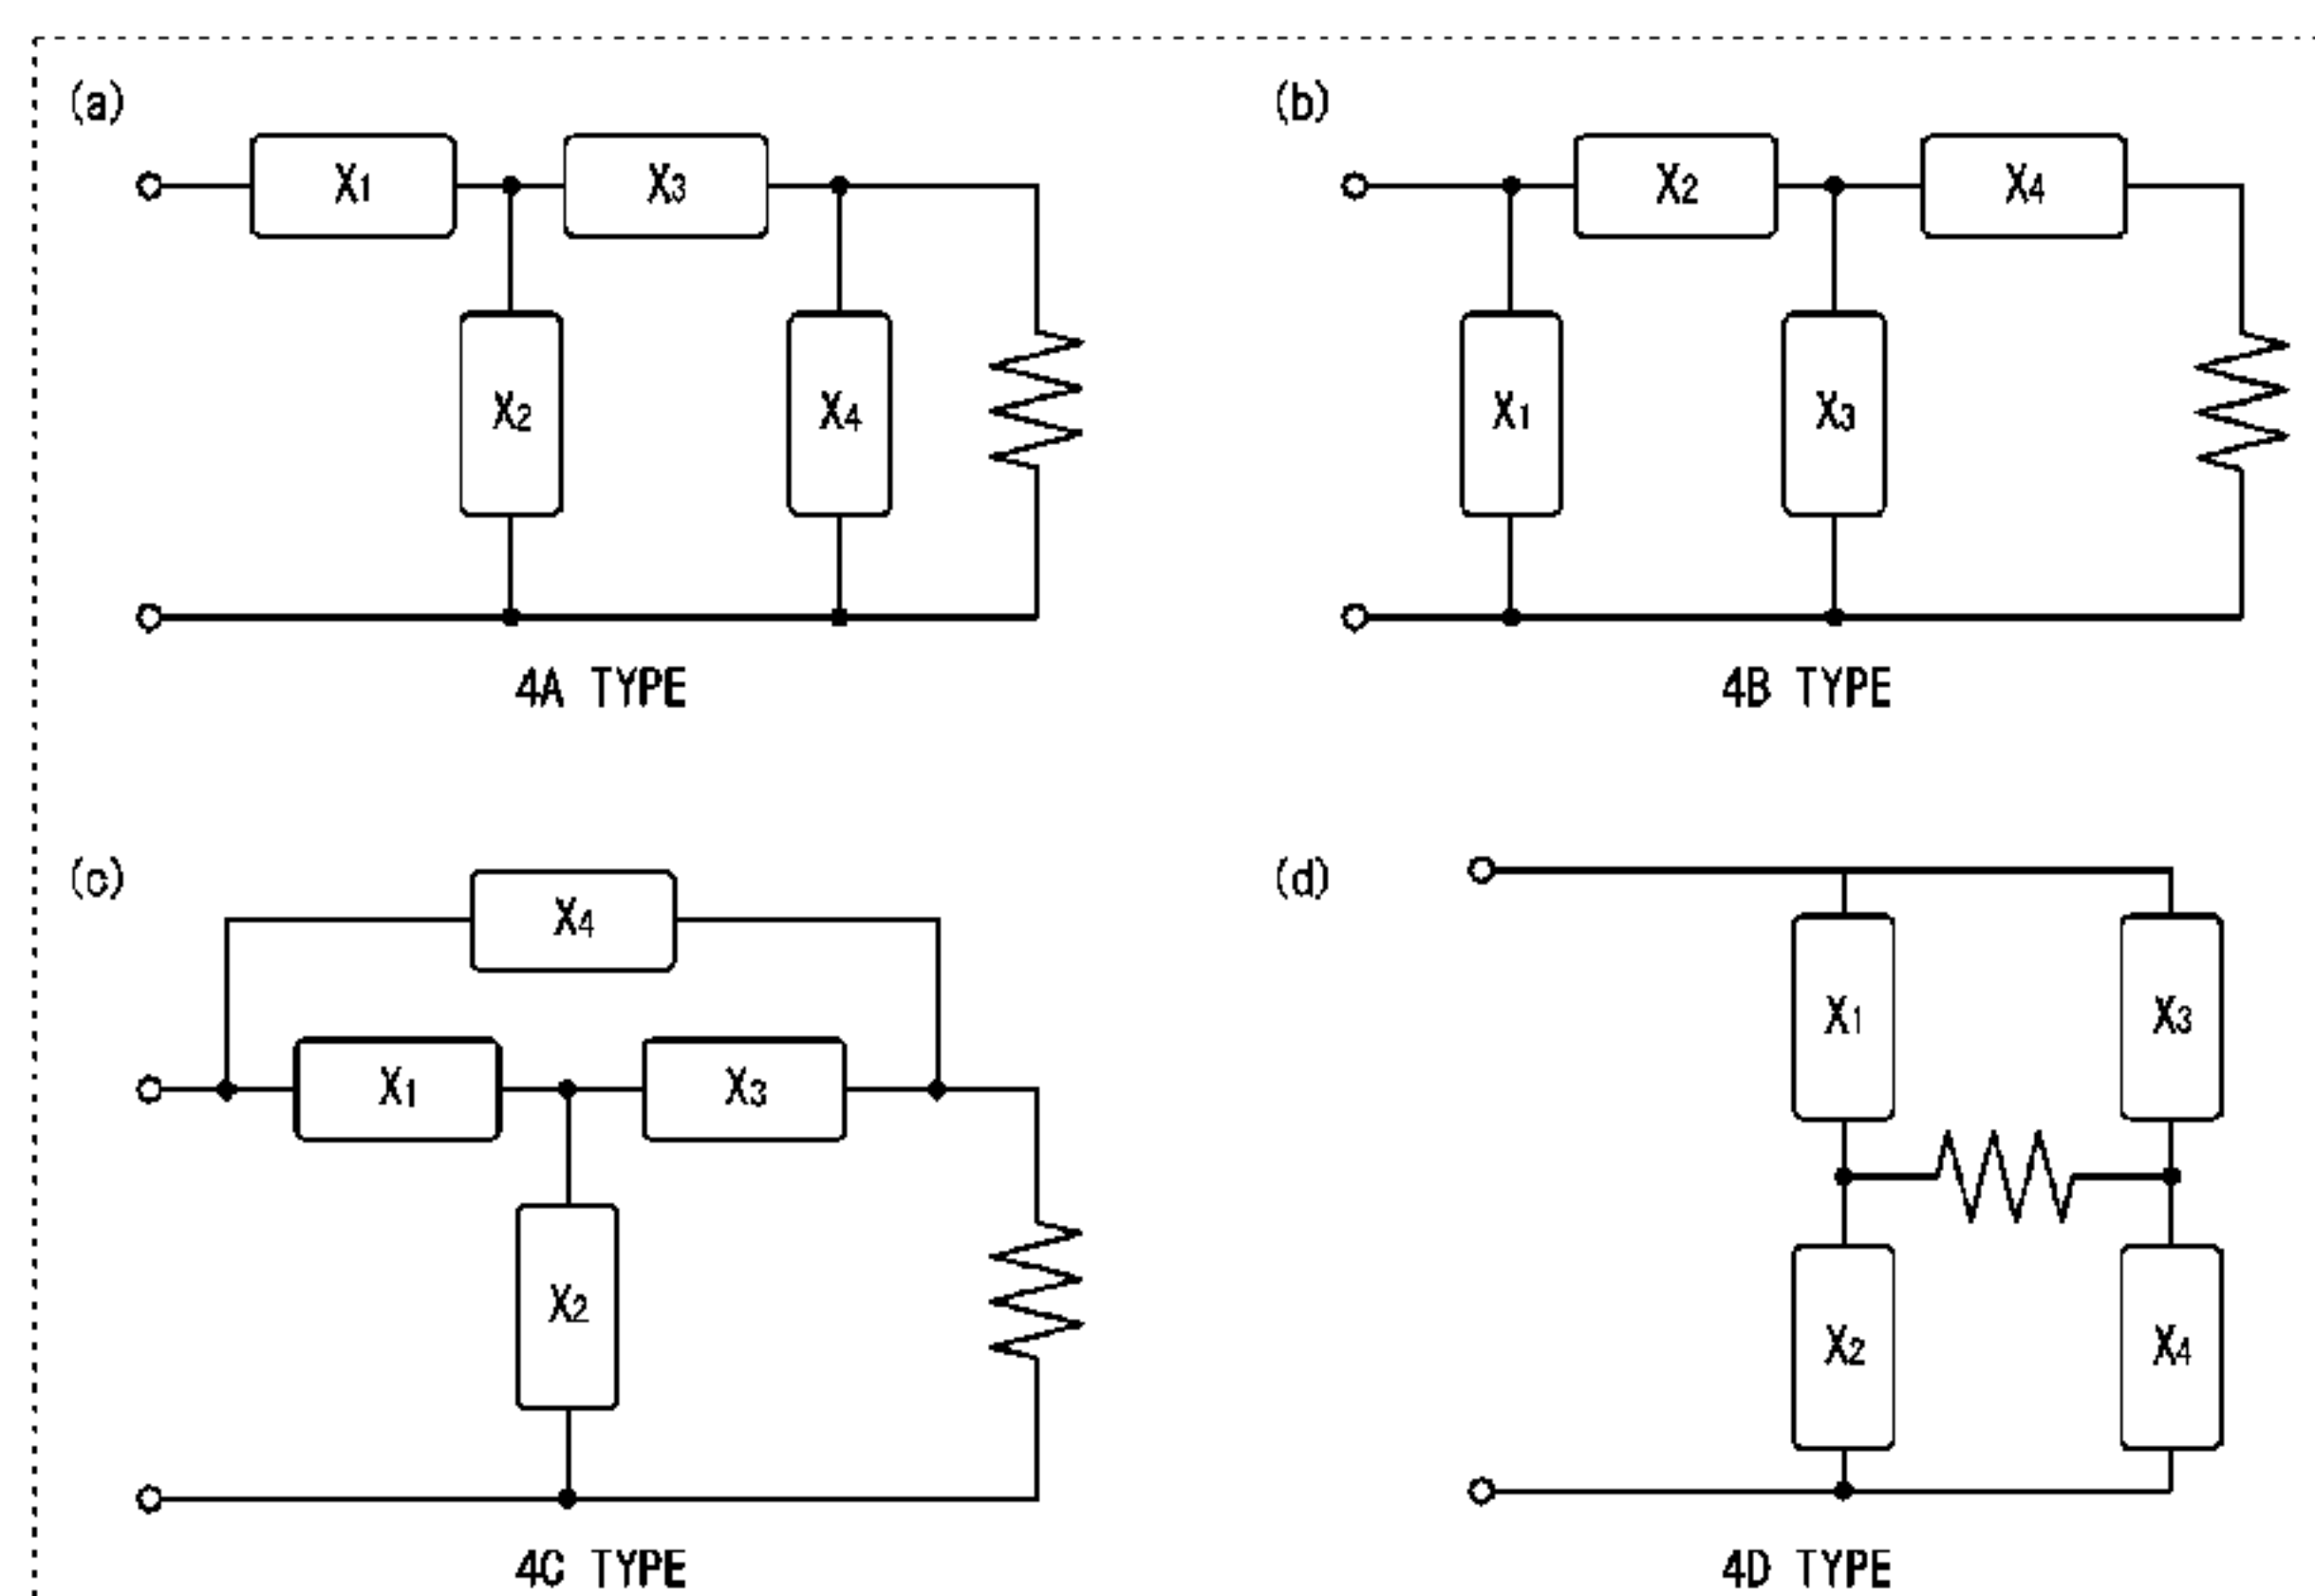 (a)
X1
X3
X2
X4
4A TYPE
(b)
X2
X4
X1
X3
4B TYPE
(c)
X4
X1
X3
X2
4C TYPE
(d)
X1
X3
X2
X4
4D TYPE